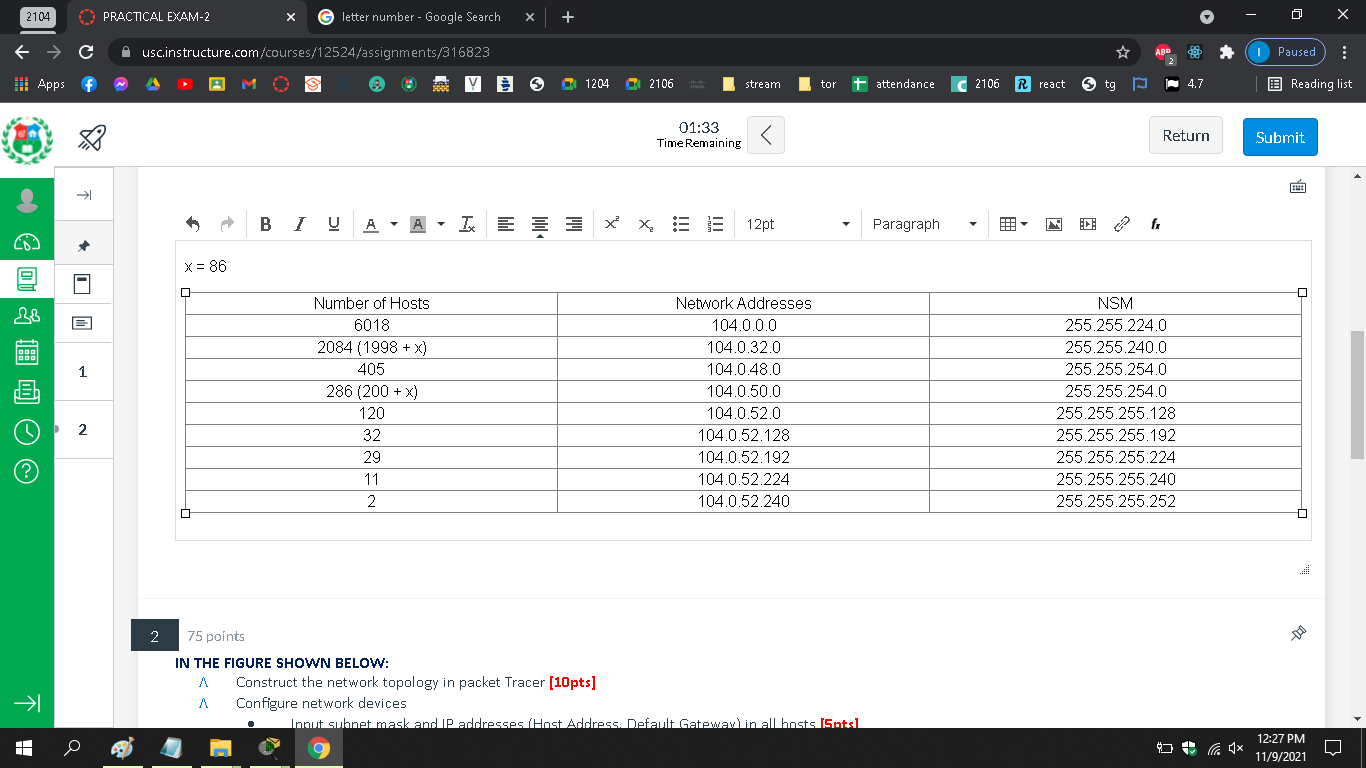 2104
PRACTICAL EXAM-2
letter number - Google Search
usc.instructure.com/courses/12524/assignments/316823
ABP
2
I Paused
Apps
1204
2106
stream
tor
attendance
2106
react
tg
4.7
Reading list
01:33
Time Remaining
Return
Submit
B I U A A
12pt
Paragraph
x = 86
Number of Hosts Network Addresses NSM
6018 104.0.0.0 255.255.224.0
2084 (1998 + x) 104.0.32.0 255.255.240.0
405 104.0.48.0 255.255.254.0
286 (200 + x) 104.0.50.0 255.255.254.0
120 104.0.52.0 255.255.255.128
32 104.0.52.128 255.255.255.192
29 104.0.52.192 255.255.255.224
11 104.0.52.224 255.255.255.240
2 104.0.52.240 255.255.255.252
1
2
2 75 points
IN THE FIGURE SHOWN BELOW:
Λ Construct the network topology in packet Tracer [10pts]
Λ Configure network devices
• Input subnet mask and IP addresses (Host Address, Default Gateway) in all hosts [5pts]
12:27 PM
11/9/2021